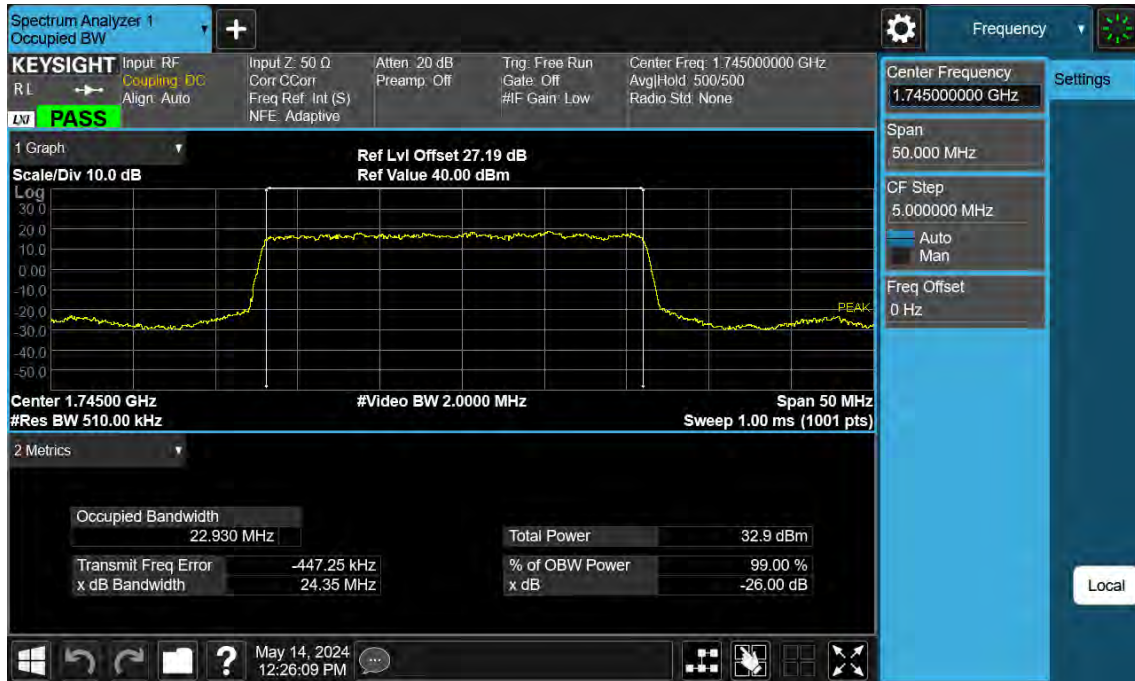 Spectrum Analyzer 1
Occupied BW
Frequency
KEYSIGHT
R L
LXI
PASS
Input: RF
Coupling: DC
Align: Auto
Input Z: 50 Ω
Corr CCorr
Freq Ref: Int (S)
NFE: Adaptive
Atten: 20 dB
Preamp: Off
Trig: Free Run
Gate: Off
#IF Gain: Low
Center Freq: 1.745000000 GHz
Avg|Hold: 500/500
Radio Std: None
Center Frequency
1.745000000 GHz
Settings
Span
50.000 MHz
CF Step
5.000000 MHz
Auto
Man
Freq Offset
0 Hz
Local
1 Graph
Scale/Div 10.0 dB
Ref Lvl Offset 27.19 dB
Ref Value 40.00 dBm
Log
30.0
20.0
10.0
0.00
-10.0
-20.0
-30.0
-40.0
-50.0
PEAK
Center 1.74500 GHz
#Video BW 2.0000 MHz
Span 50 MHz
#Res BW 510.00 kHz
Sweep 1.00 ms (1001 pts)
2 Metrics
Occupied Bandwidth
22.930 MHz
Total Power 32.9 dBm
Transmit Freq Error -447.25 kHz
% of OBW Power 99.00 %
x dB Bandwidth 24.35 MHz
x dB -26.00 dB
?
May 14, 2024
12:26:09 PM